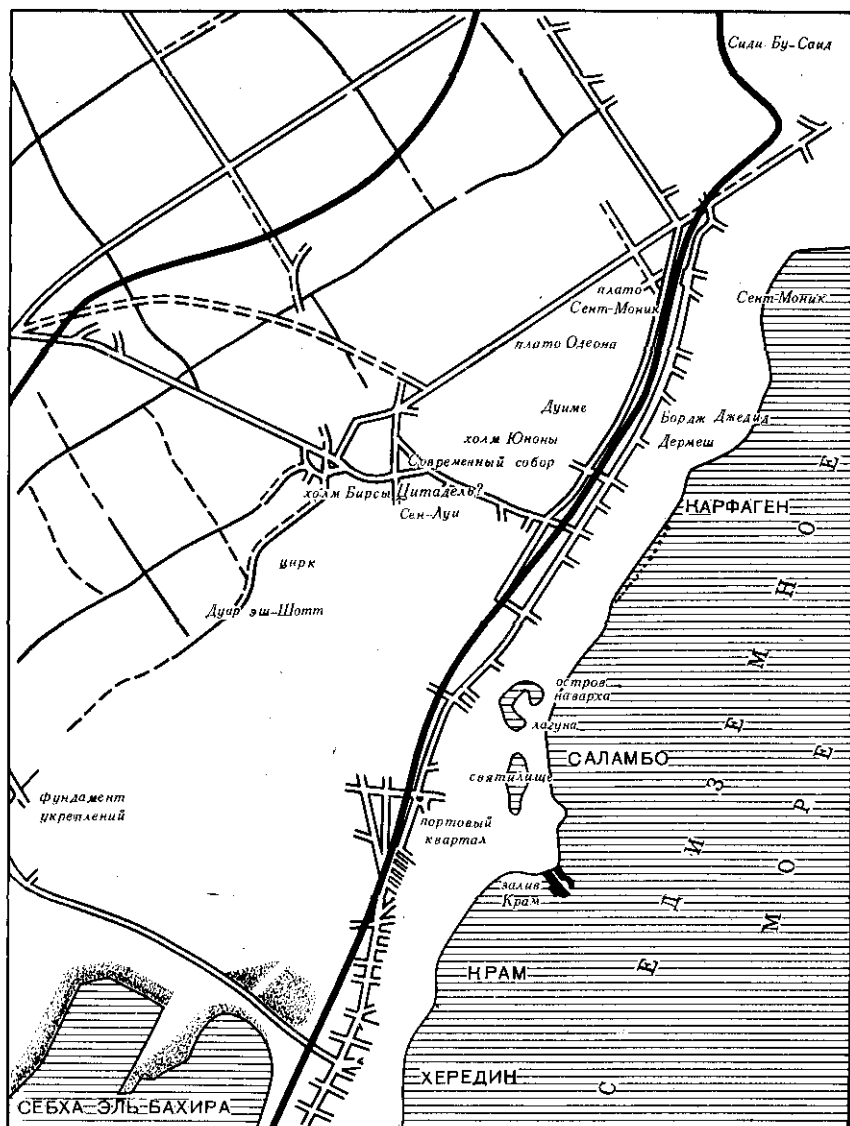 Сиди Бу-Саид
плато
Сент-Моник
Сент-Моник
плато Одеона
Дуиме
Бордж Джедид
холм Юноны
Дермеш
Современный собор
холм Бирсы Цитадель?
Сен-Луи
КАРФАГЕН
цирк
Дуар эш-Шотт
остров
наварха
лагуна
САЛАМБО
святилище
фундамент
укреплений
портовый
квартал
залив
Крам
КРАМ
ХЕРЕДИН
СЕБХА-ЭЛЬ-БАХИРА
СЕДИЗЕМНОЕ
МОРЕ